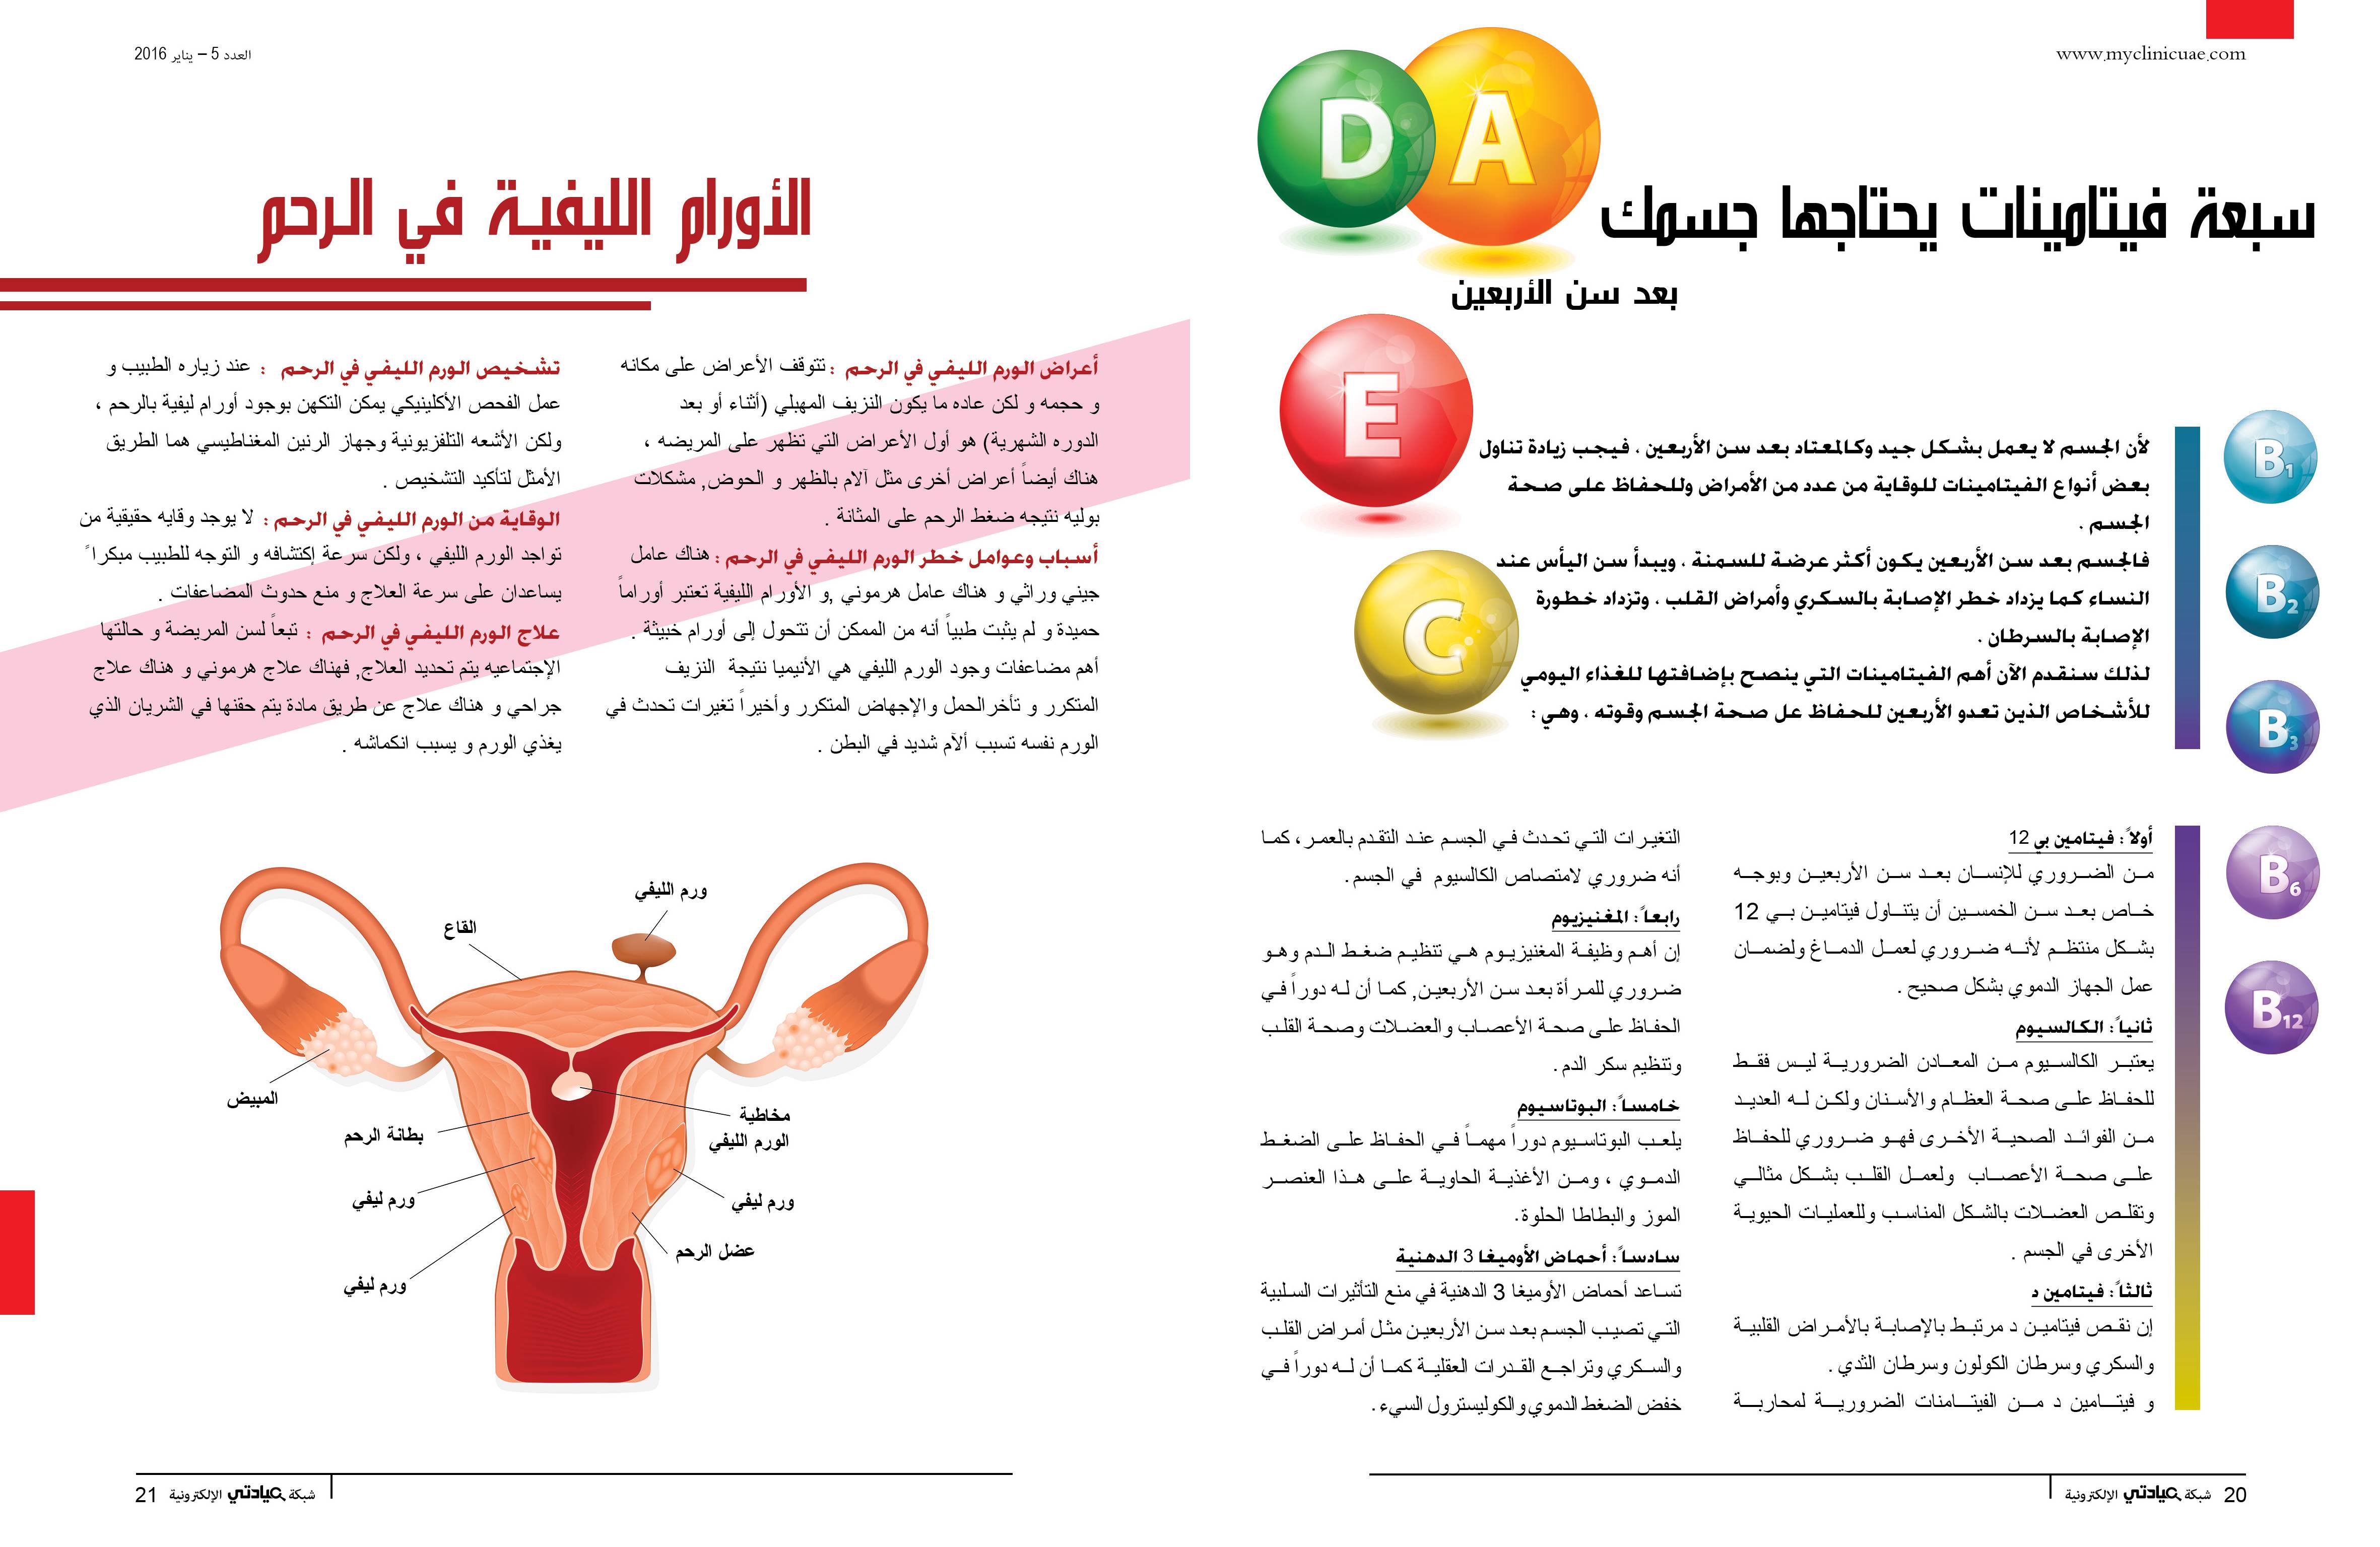 www.myclinicuae.com
D A
سبعة فيتامينات يحتاجها جسمك
بعد سن الأربعين
E
C
B1
B2
B3
B6
B12
لأن الجسم لا يعمل بشكل جيد وكالمعتاد بعد سن الأربعين ، فيجب زيادة تناول
بعض أنواع الفيتامينات للوقاية من عدد من الأمراض وللحفاظ على صحة
الجسم .
فالجسم بعد سن الأربعين يكون أكثر عرضة للسمنة ، ويبدأ سن اليأس عند
النساء كما يزداد خطر الإصابة بالسكري وأمراض القلب ، وتزداد خطورة
الإصابة بالسرطان .
لذلك سنقدم الآن أهم الفيتامينات التي ينصح بإضافتها للغذاء اليومي
للأشخاص الذين تعدو الأربعين للحفاظ عل صحة الجسم وقوته ، وهي :
أولاً : فيتامين بي 12
من الضروري للإنسان بعد سن الأربعين وبوجه
خاص بعد سن الخمسين أن يتناول فيتامين بي 12
بشكل منتظم لأنه ضروري لعمل الدماغ ولضمان
عمل الجهاز الدموي بشكل صحيح .
ثانياً : الكالسيوم
يعتبر الكالسيوم من المعادن الضرورية ليس فقط
للحفاظ على صحة العظام والأسنان ولكن له العديد
من الفوائد الصحية الأخرى فهو ضروري للحفاظ
على صحة الأعصاب ولعمل القلب بشكل مثالي
وتقلص العضلات بالشكل المناسب وللعمليات الحيوية
الأخرى في الجسم .
ثالثاً : فيتامين د
إن نقص فيتامين د مرتبط بالإصابة بالأمراض القلبية
والسكري وسرطان الكولون وسرطان الثدي .
و فيتامين د من الفيتامنات الضرورية لمحاربة
التغيرات التي تحدث في الجسم عند التقدم بالعمر، كما
أنه ضروري لامتصاص الكالسيوم في الجسم.
رابعاً : المغنيزيوم
إن أهم وظيفة المغنيزيوم هي تنظيم ضغط الدم وهو
ضروري للمرأة بعد سن الأربعين, كما أن له دوراً في
الحفاظ على صحة الأعصاب والعضلات وصحة القلب
وتنظيم سكر الدم.
خامساً : البوتاسيوم
يلعب البوتاسيوم دوراً مهماً في الحفاظ على الضغط
الدموي ، ومن الأغذية الحاوية على هذا العنصر
الموز والبطاطا الحلوة.
سادساً : أحماض الأوميغا 3 الدهنية
تساعد أحماض الأوميغا 3 الدهنية في منع التأثيرات السلبية
التي تصيب الجسم بعد سن الأربعين مثل أمراض القلب
والسكري وتراجع القدرات العقلية كما أن له دوراً في
خفض الضغط الدموي والكوليسترول السيء.
20 شبكة عيادتي الإلكترونية
العدد 5 – يناير 2016
الأورام الليفية في الرحم
أعراض الورم الليفي في الرحم : تتوقف الأعراض على مكانه
و حجمه و لكن عاده ما يكون النزيف المهبلي (أثناء أو بعد
الدوره الشهرية) هو أول الأعراض التي تظهر على المريضه ،
هناك أيضاً أعراض أخرى مثل آلام بالظهر و الحوض, مشكلات
بوليه نتيجه ضغط الرحم على المثانة .
أسباب وعوامل خطر الورم الليفي في الرحم : هناك عامل
جيني وراثي و هناك عامل هرموني ,و الأورام الليفية تعتبر أوراماً
حميدة و لم يثبت طبياً أنه من الممكن أن تتحول إلى أورام خبيثة .
أهم مضاعفات وجود الورم الليفي هي الأنيميا نتيجة النزيف
المتكرر و تأخرالحمل والإجهاض المتكرر وأخيراً تغيرات تحدث في
الورم نفسه تسبب ألآم شديد في البطن .
تشخيص الورم الليفي في الرحم : عند زياره الطبيب و
عمل الفحص الأكلينيكي يمكن التكهن بوجود أورام ليفية بالرحم ،
ولكن الأشعه التلفزيونية وجهاز الرنين المغناطيسي هما الطريق
الأمثل لتأكيد التشخيص .
الوقاية من الورم الليفي في الرحم : لا يوجد وقايه حقيقية من
تواجد الورم الليفي ، ولكن سرعة إكتشافه و التوجه للطبيب مبكراً
يساعدان على سرعة العلاج و منع حدوث المضاعفات .
علاج الورم الليفي في الرحم : تبعاً لسن المريضة و حالتها
الإجتماعيه يتم تحديد العلاج, فهناك علاج هرموني و هناك علاج
جراحي و هناك علاج عن طريق مادة يتم حقنها في الشريان الذي
يغذي الورم و يسبب انكماشه .
ورم الليفي
القاع
المبيض
بطانة الرحم
مخاطية
الورم الليفي
ورم ليفي
ورم ليفي
عضل الرحم
ورم ليفي
شبكة عيادتي الإلكترونية 21